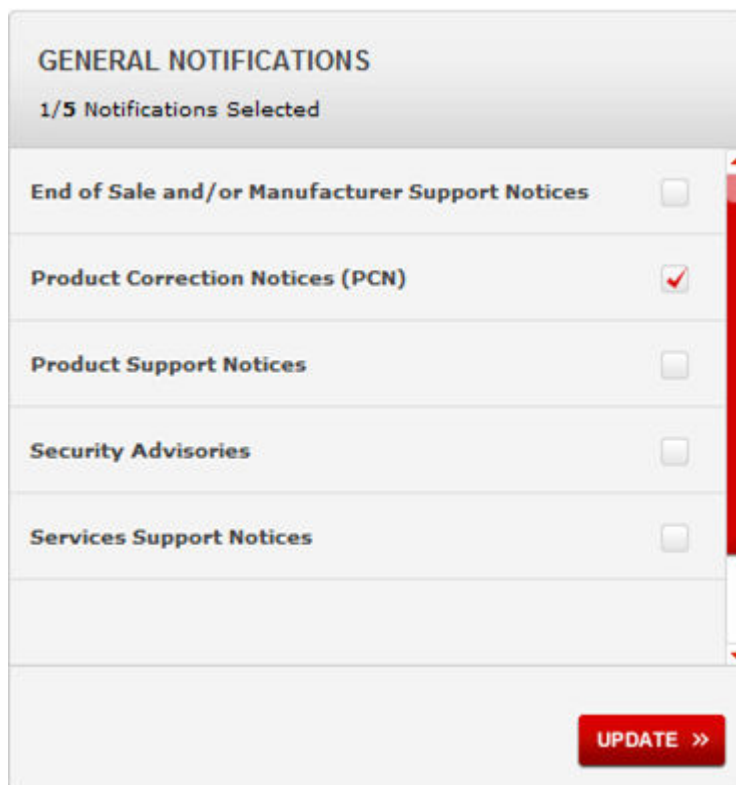 GENERAL NOTIFICATIONS
1/5 Notifications Selected
End of Sale and/or Manufacturer Support Notices
Product Correction Notices (PCN)
Product Support Notices
Security Advisories
Services Support Notices
UPDATE »